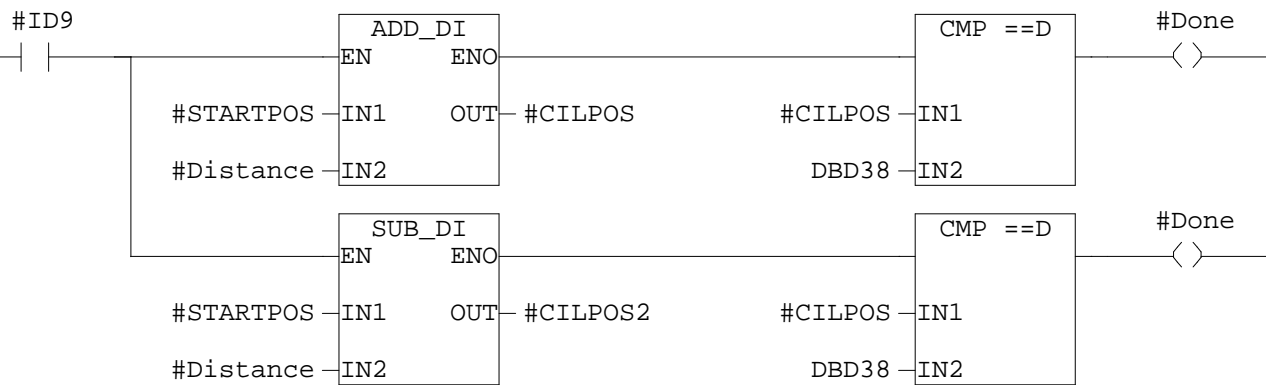 #ID9
ADD_DI
CMP ==D
#Done
EN ENO
#STARTPOS IN1 OUT #CILPOS
#CILPOS IN1
#Distance IN2
DBD38 IN2
SUB_DI
CMP ==D
#Done
EN ENO
#STARTPOS IN1 OUT #CILPOS2
#CILPOS IN1
#Distance IN2
DBD38 IN2